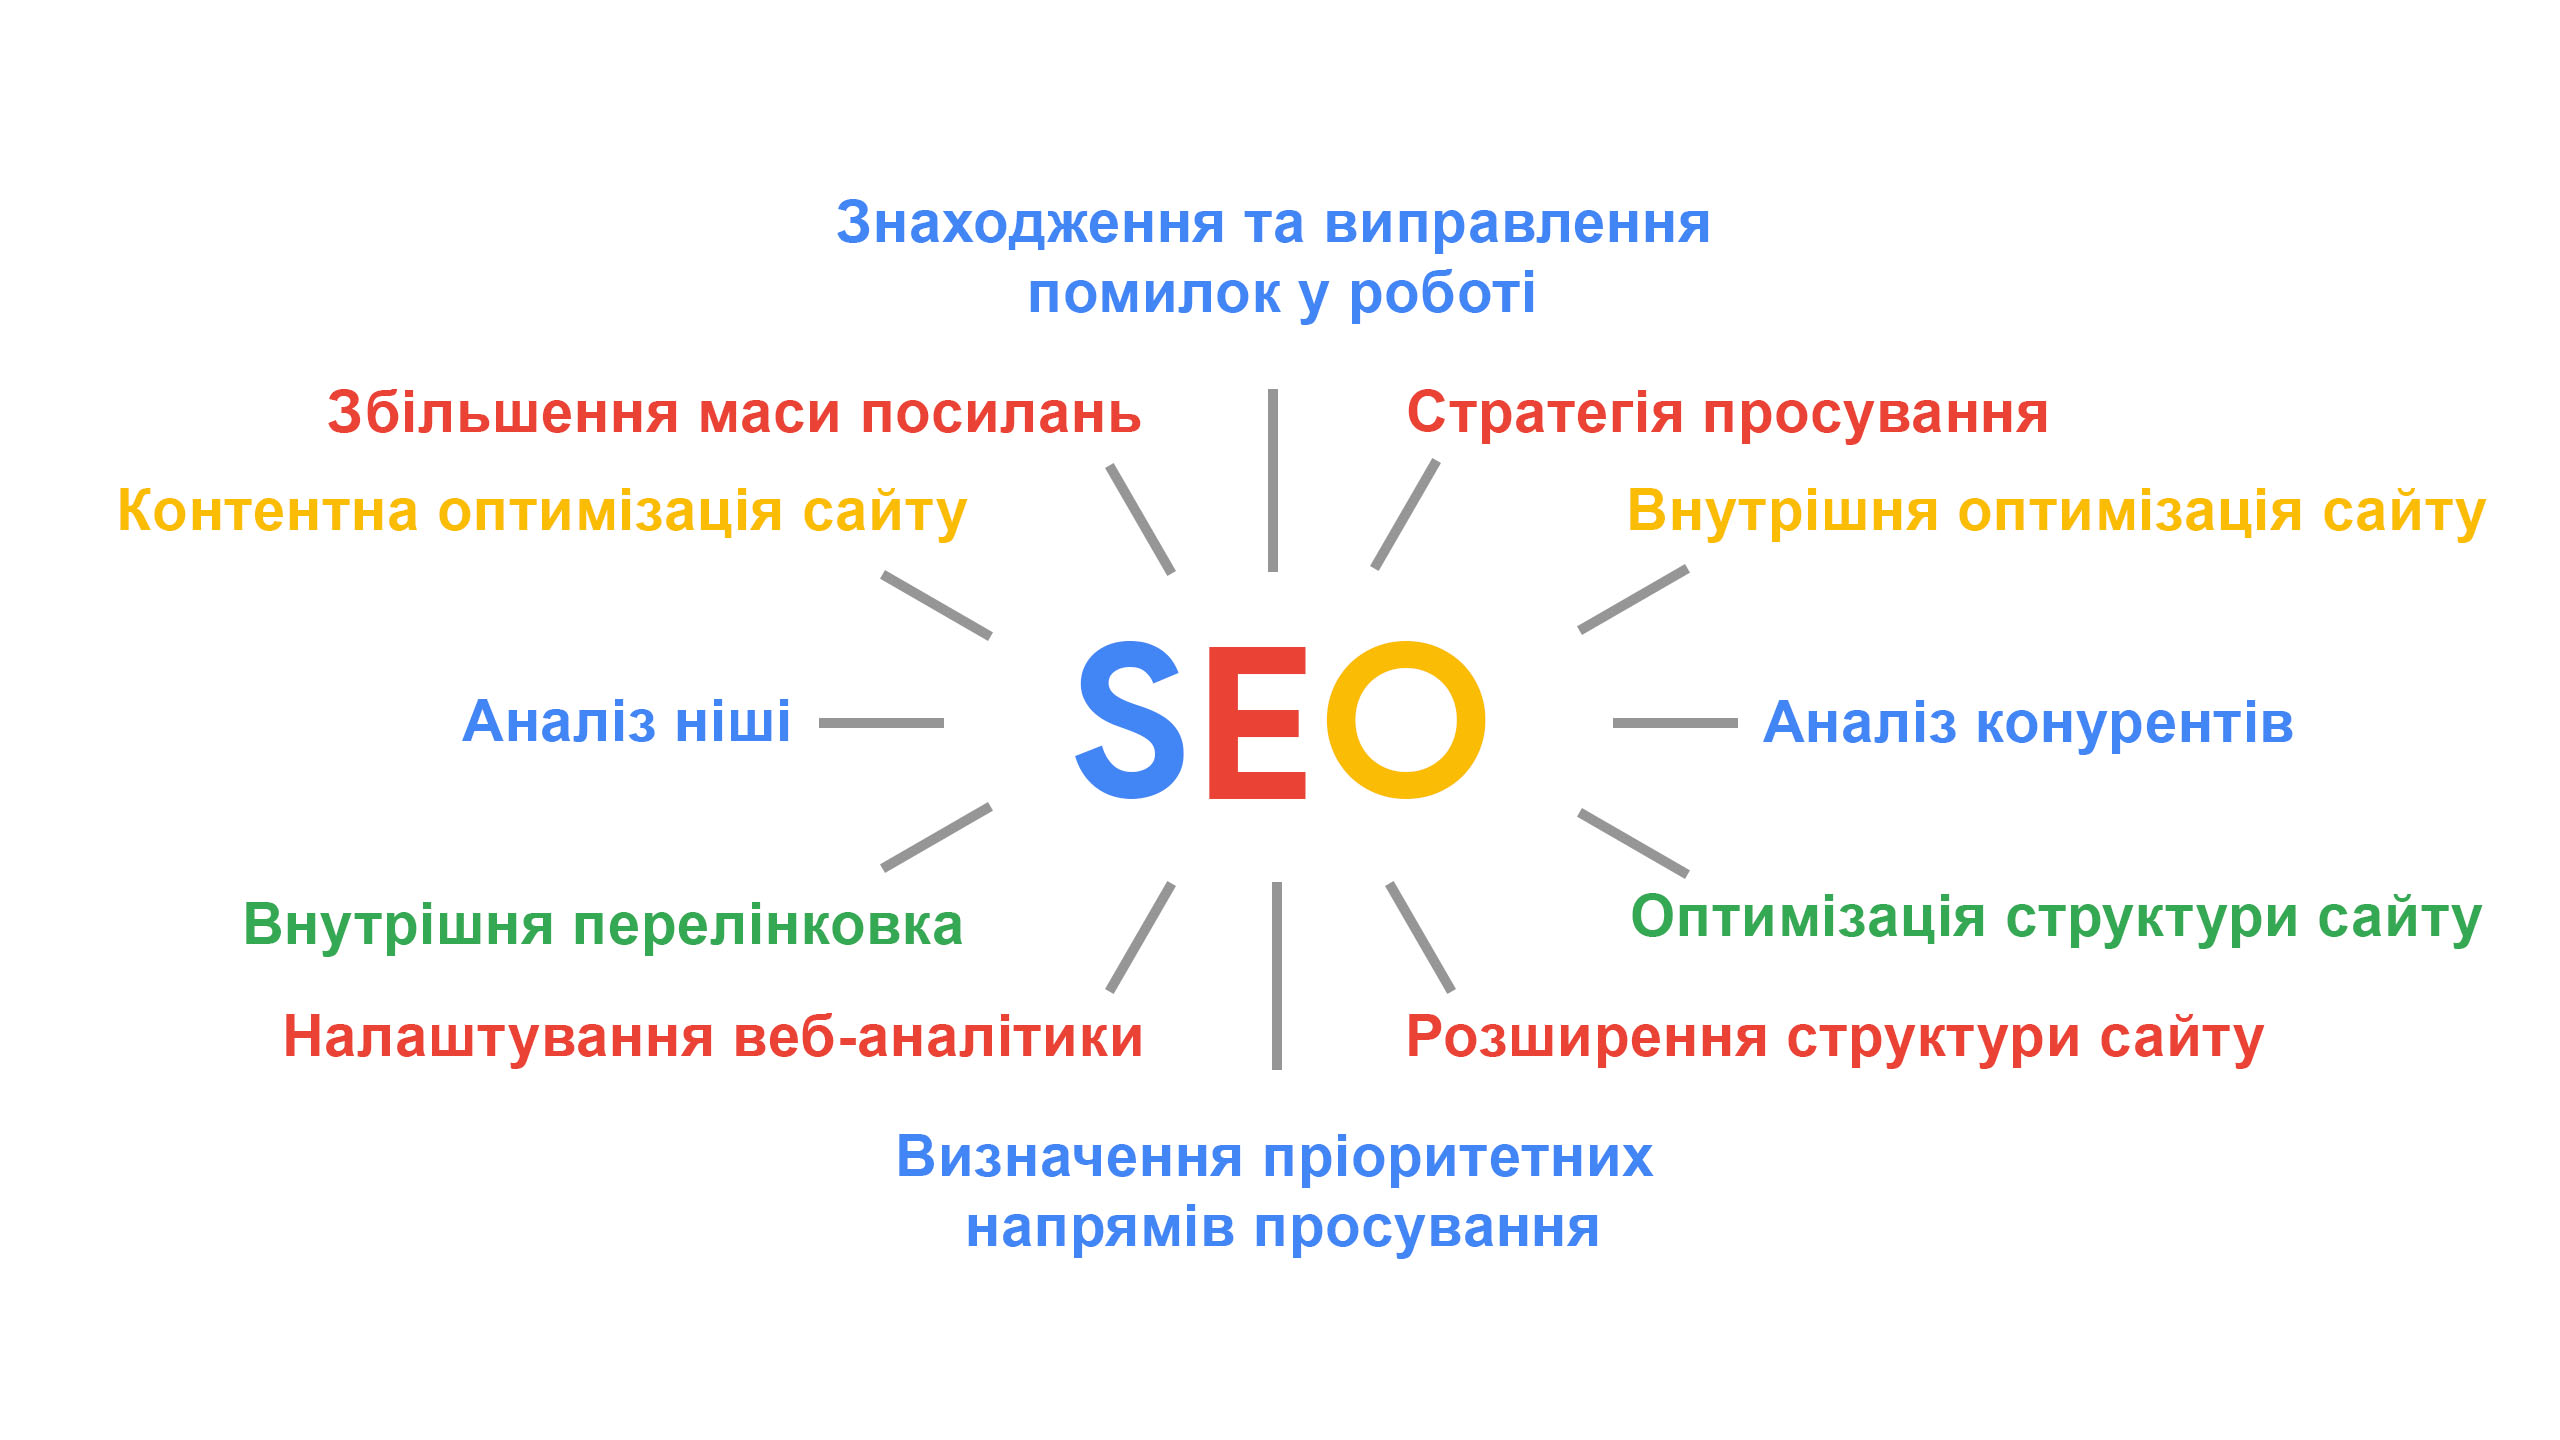 Знаходження та виправлення
помилок у роботі
Збільшення маси посилань
Стратегія просування
Контентна оптимізація сайту
Внутрішня оптимізація сайту
SEO
Аналіз ніші
Аналіз конурентів
Внутрішня перелінковка
Оптимізація структури сайту
Налаштування веб-аналітики
Розширення структури сайту
Визначення пріоритетних
напрямів просування